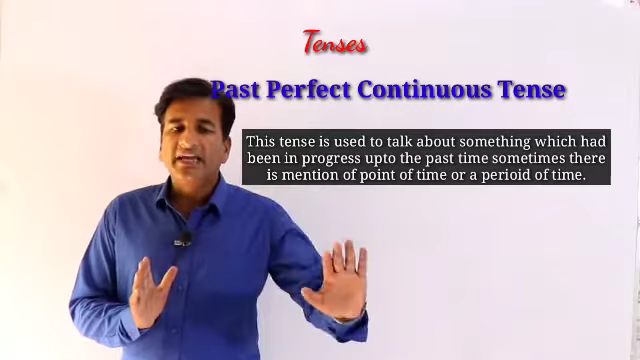 Tenses
Past Perfect Continuous Tense
This tense is used to talk about something which had
been in progress upto the past time sometimes there
is mention of point of time or a perioid of time.